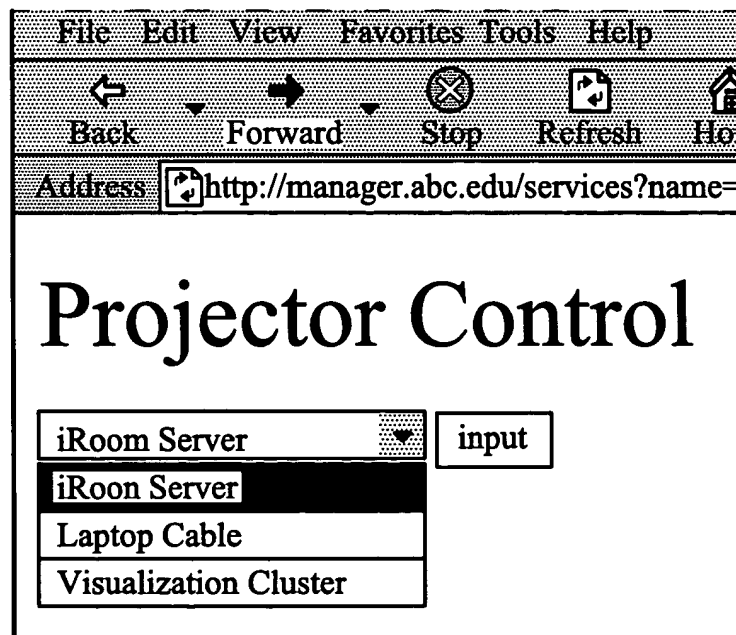 File Edit View Favorites Tools Help
Back Forward Stop Refresh Ho
Address http://manager.abc.edu/services?name=
Projector Control
iRoom Server input
iRoon Server
Laptop Cable
Visualization Cluster